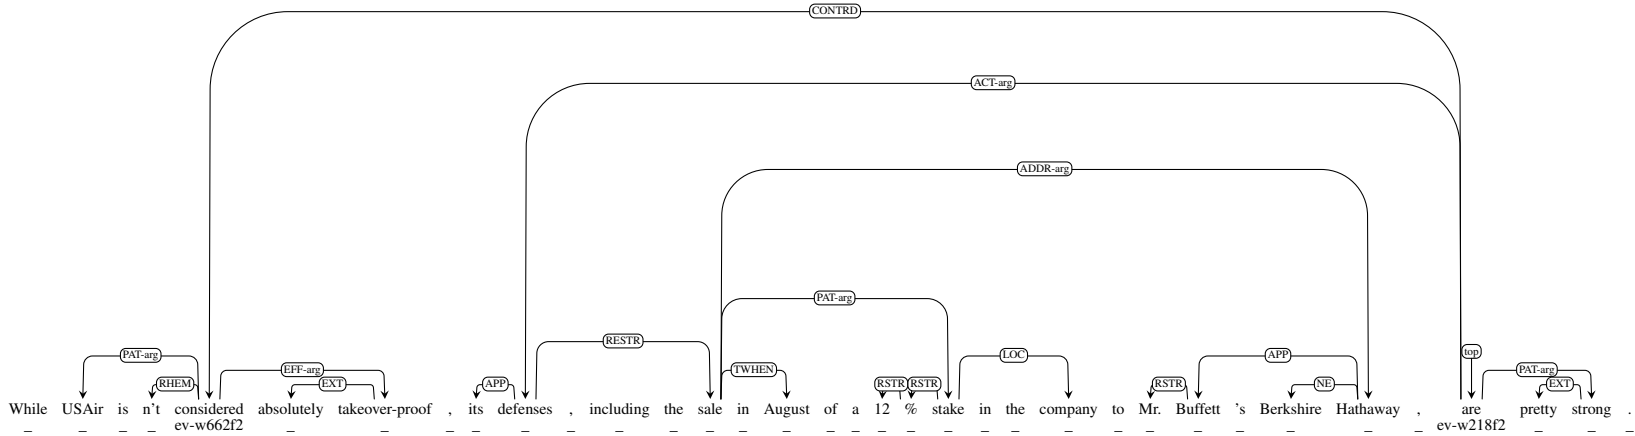 CONTRD
ACT-arg
ADDR-arg
PAT-arg
RESTR
top
PAT-arg LOC APP
EFF-arg TWHEN PAT-arg
RHEM EXT APP RSTR RSTR RSTR NE EXT
While USAir is n't considered absolutely takeover-proof , its defenses , including the sale in August of a 12 % stake in the company to Mr. Buffett 's Berkshire Hathaway , are pretty strong .
_ _ _ _ ev-w662f2 _ _ _ _ _ _ _ _ _ _ _ _ _ _ _ _ _ _ _ _ _ _ _ _ _ _ ev-w218f2 _ _ _